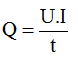 Q = U.I / t